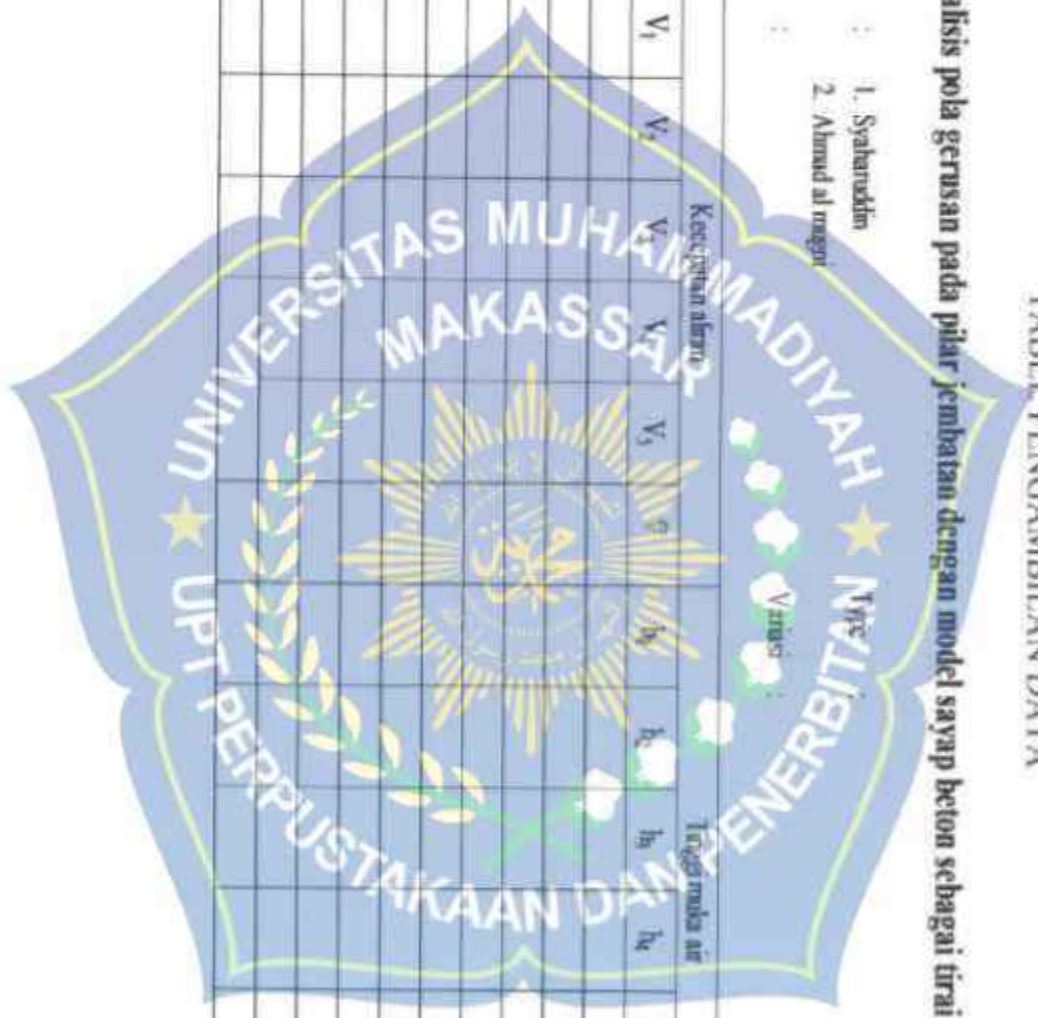 TABEL PENGAMBILAN DATA
alisis pola gerusan pada pilar jembatan dengan model sayap beton sebagai tirai
: 1. Syaharuddin
2. Ahmad al
:
Type :
Variasi :
Kecepatan aliran
Tinggi muka air
V₁ V₂ V₃ V₄ V₅ h₁ h₂ h₃ h₄
UNIVERSITAS MUHAMMADIYAH
MAKASSAR
UPT PERPUSTAKAAN DAN PENERBITAN